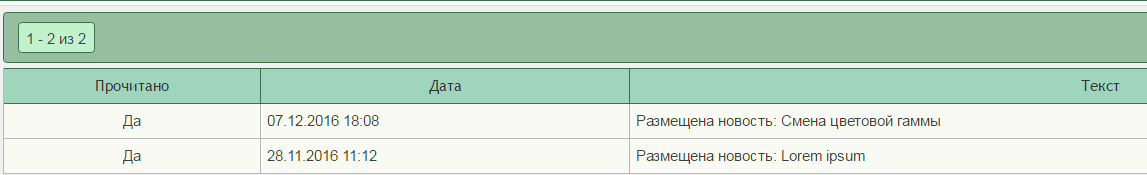 1 - 2 из 2
Прочитано Дата Текст
Да 07.12.2016 18:08 Размещена новость: Смена цветовой гаммы
Да 28.11.2016 11:12 Размещена новость: Lorem ipsum